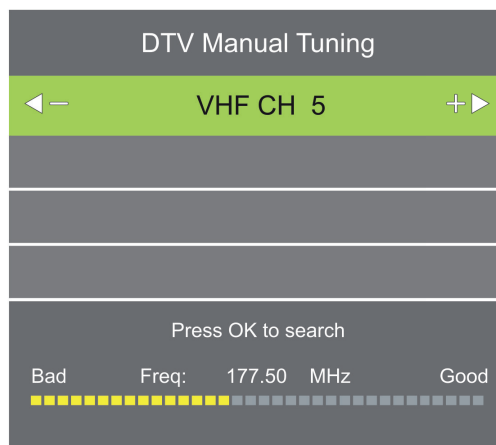 DTV Manual Tuning
VHF CH 5
Press OK to search
Bad Freq: 177.50 MHz Good